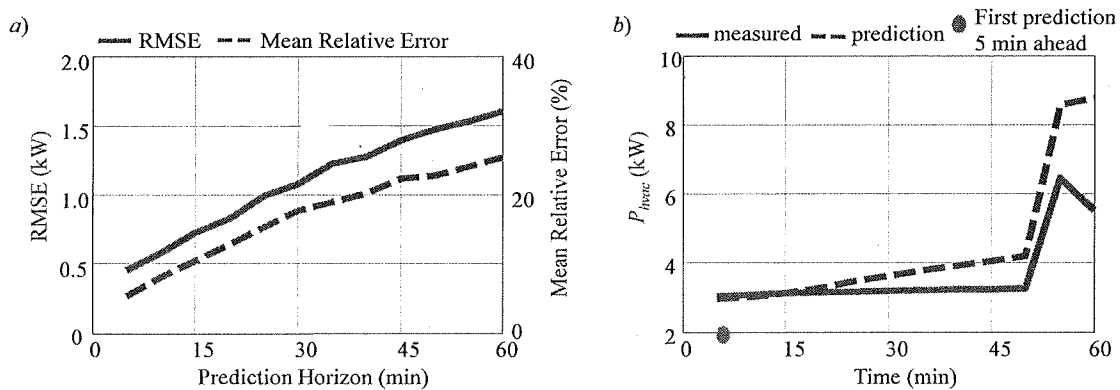 a)
RMSE
Mean Relative Error
2.0
1.5
1.0
0.5
0
RMSE (kW)
40
20
10
0
Mean Relative Error (%)
0
15
30
45
60
Prediction Horizon (min)
b)
measured
prediction
First prediction
5 min ahead
10
8
6
4
2
P_hvac (kW)
0
15
30
45
60
Time (min)